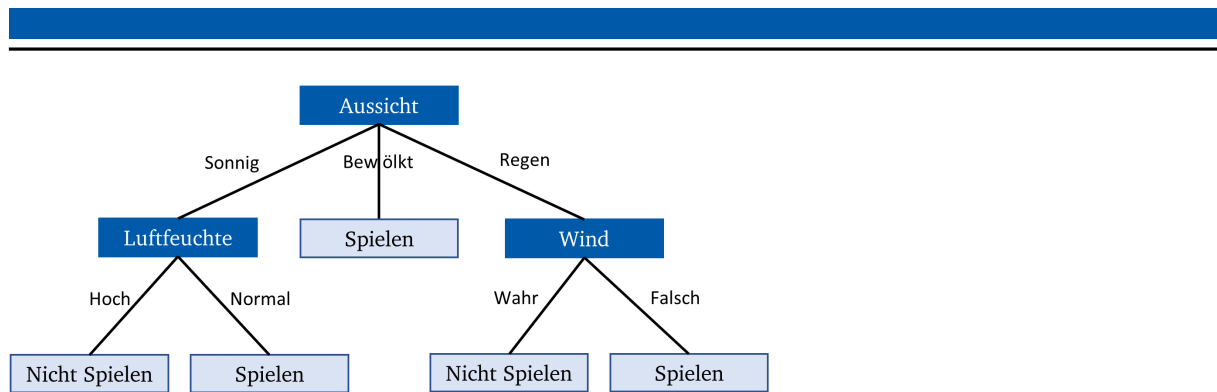 Aussicht
Sonnig
Bewölkt
Regen
Luftfeuchte
Spielen
Wind
Hoch
Normal
Wahr
Falsch
Nicht Spielen
Spielen
Nicht Spielen
Spielen